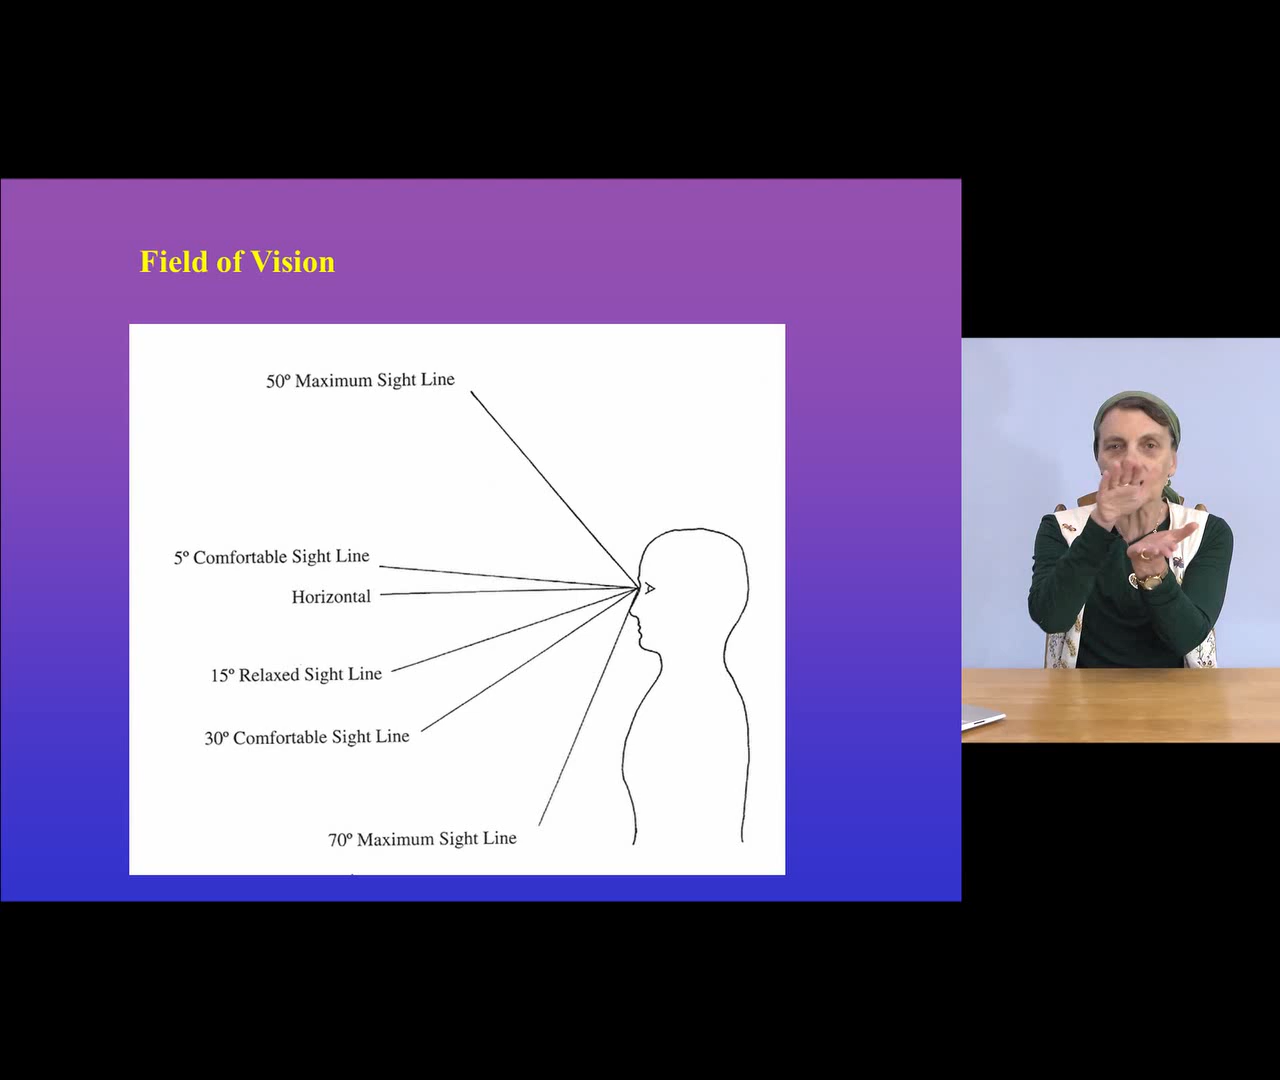 Field of Vision
50º Maximum Sight Line
5º Comfortable Sight Line
Horizontal
15º Relaxed Sight Line
30º Comfortable Sight Line
70º Maximum Sight Line